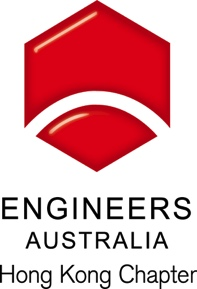 ENGINEERS
AUSTRALIA
Hong Kong Chapter